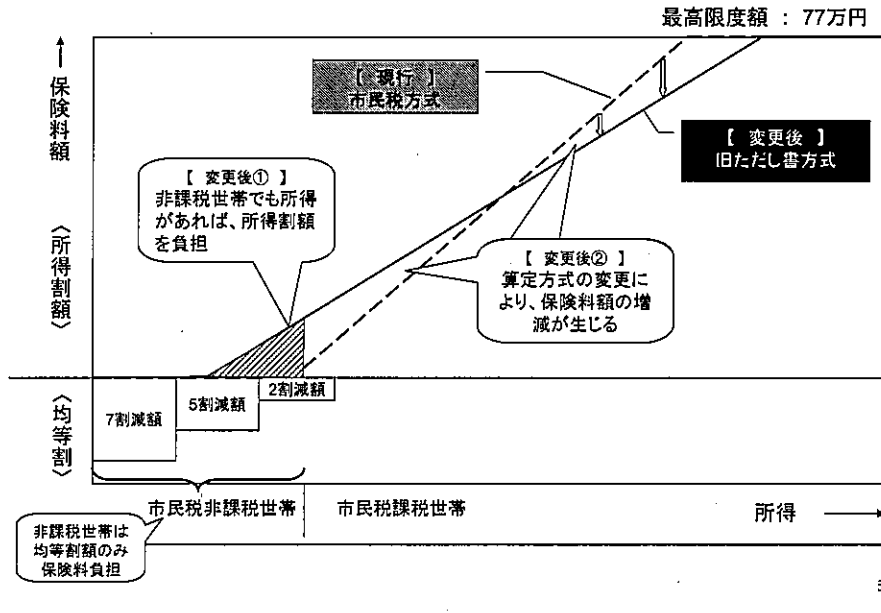 最高限度額 : 77万円
保険料額
〈所得割額〉
【 現行 】
市民税方式
【 変更後 】
旧ただし書方式
【 変更後① 】
非課税世帯でも所得
があれば、所得割額
を負担
【 変更後② 】
算定方式の変更に
より、保険料額の増
減が生じる
〈均等割〉
7割減額
5割減額
2割減額
市民税非課税世帯
市民税課税世帯
所得
非課税世帯は
均等割額のみ
保険料負担